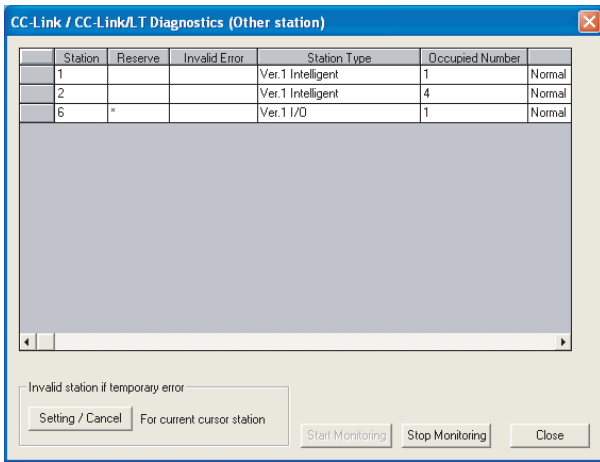 CC-Link / CC-Link/LT Diagnostics (Other station)
Station Reserve Invalid Error Station Type Occupied Number
1 Ver.1 Intelligent 1 Normal
2 Ver.1 Intelligent 4 Normal
6 * Ver.1 I/O 1 Normal
Invalid station if temporary error
Setting / Cancel For current cursor station
Start Monitoring Stop Monitoring Close